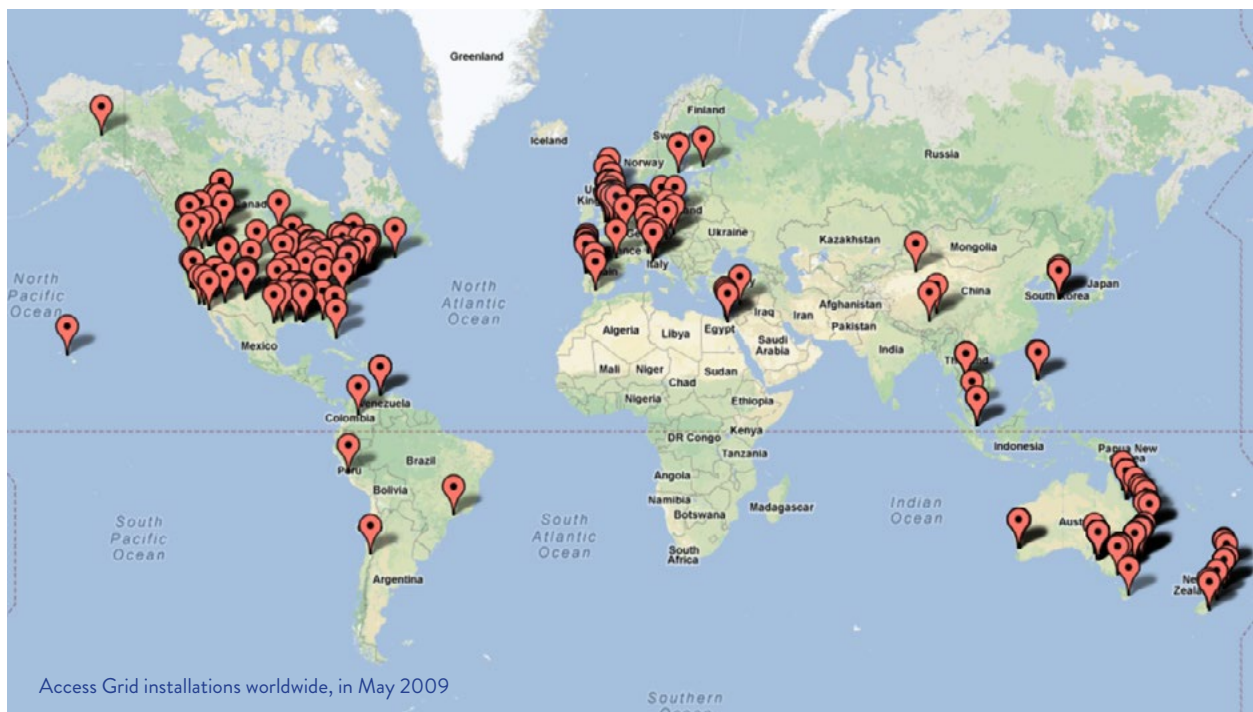 Greenland
Iceland
Finland
Norway
Russia
North
Pacific
Ocean
North
Atlantic
Ocean
Italy
Ukraine
Kazakhstan
Mongolia
China
South Korea
Japan
Mexico
Algeria
Libya
Egypt
Iraq
Iran
Afghanistan
Pakistan
Saudi
Arabia
India
Mali
Niger
Chad
Sudan
Nigeria
Ethiopia
Colombia
DR Congo
Kenya
Tanzania
Indonesia
Papua New
Peru
Brazil
Bolivia
Angola
Namibia
Botswana
Madagascar
Indian
Ocean
South
Pacific
Ocean
South
Atlantic
Ocean
South
Africa
Argentina
Access Grid installations worldwide, in May 2009
Southern